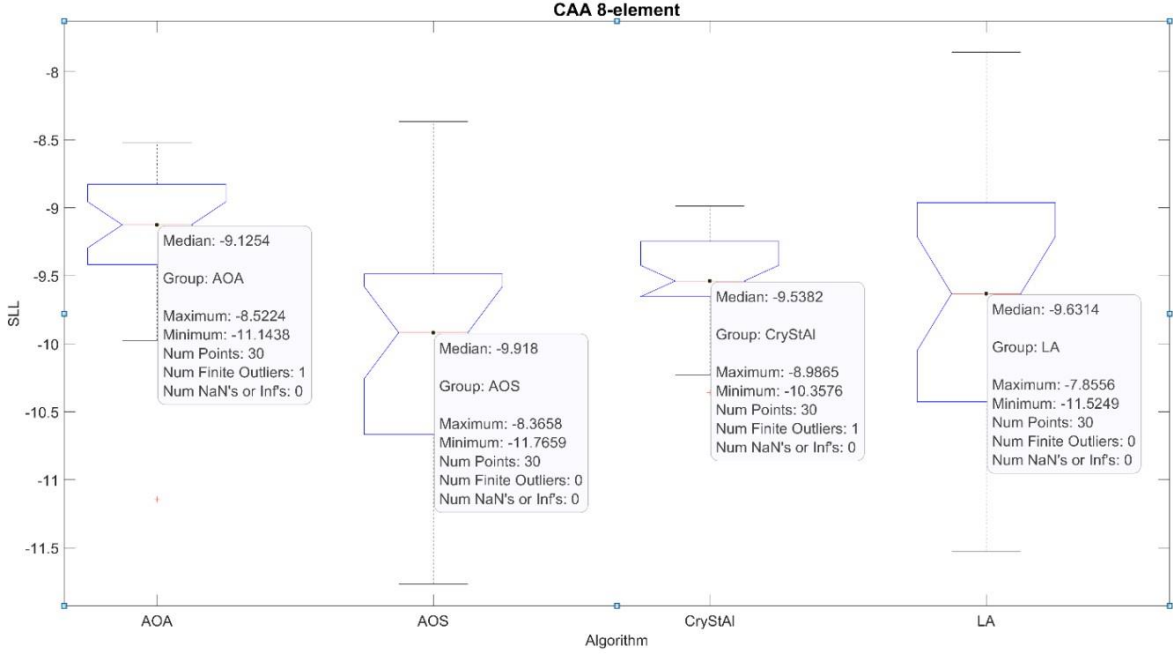 CAA 8-element
SLL
-8
-8.5
-9
-9.5
-10
-10.5
-11
-11.5
Median: -9.1254
Group: AOA
Maximum: -8.5224
Minimum: -11.1438
Num Points: 30
Num Finite Outliers: 1
Num NaN's or Inf's: 0
Median: -9.918
Group: AOS
Maximum: -8.3658
Minimum: -11.7659
Num Points: 30
Num Finite Outliers: 0
Num NaN's or Inf's: 0
Median: -9.5382
Group: CryStAl
Maximum: -8.9865
Minimum: -10.3576
Num Points: 30
Num Finite Outliers: 1
Num NaN's or Inf's: 0
Median: -9.6314
Group: LA
Maximum: -7.8556
Minimum: -11.5249
Num Points: 30
Num Finite Outliers: 0
Num NaN's or Inf's: 0
AOA
AOS
CryStAl
LA
Algorithm